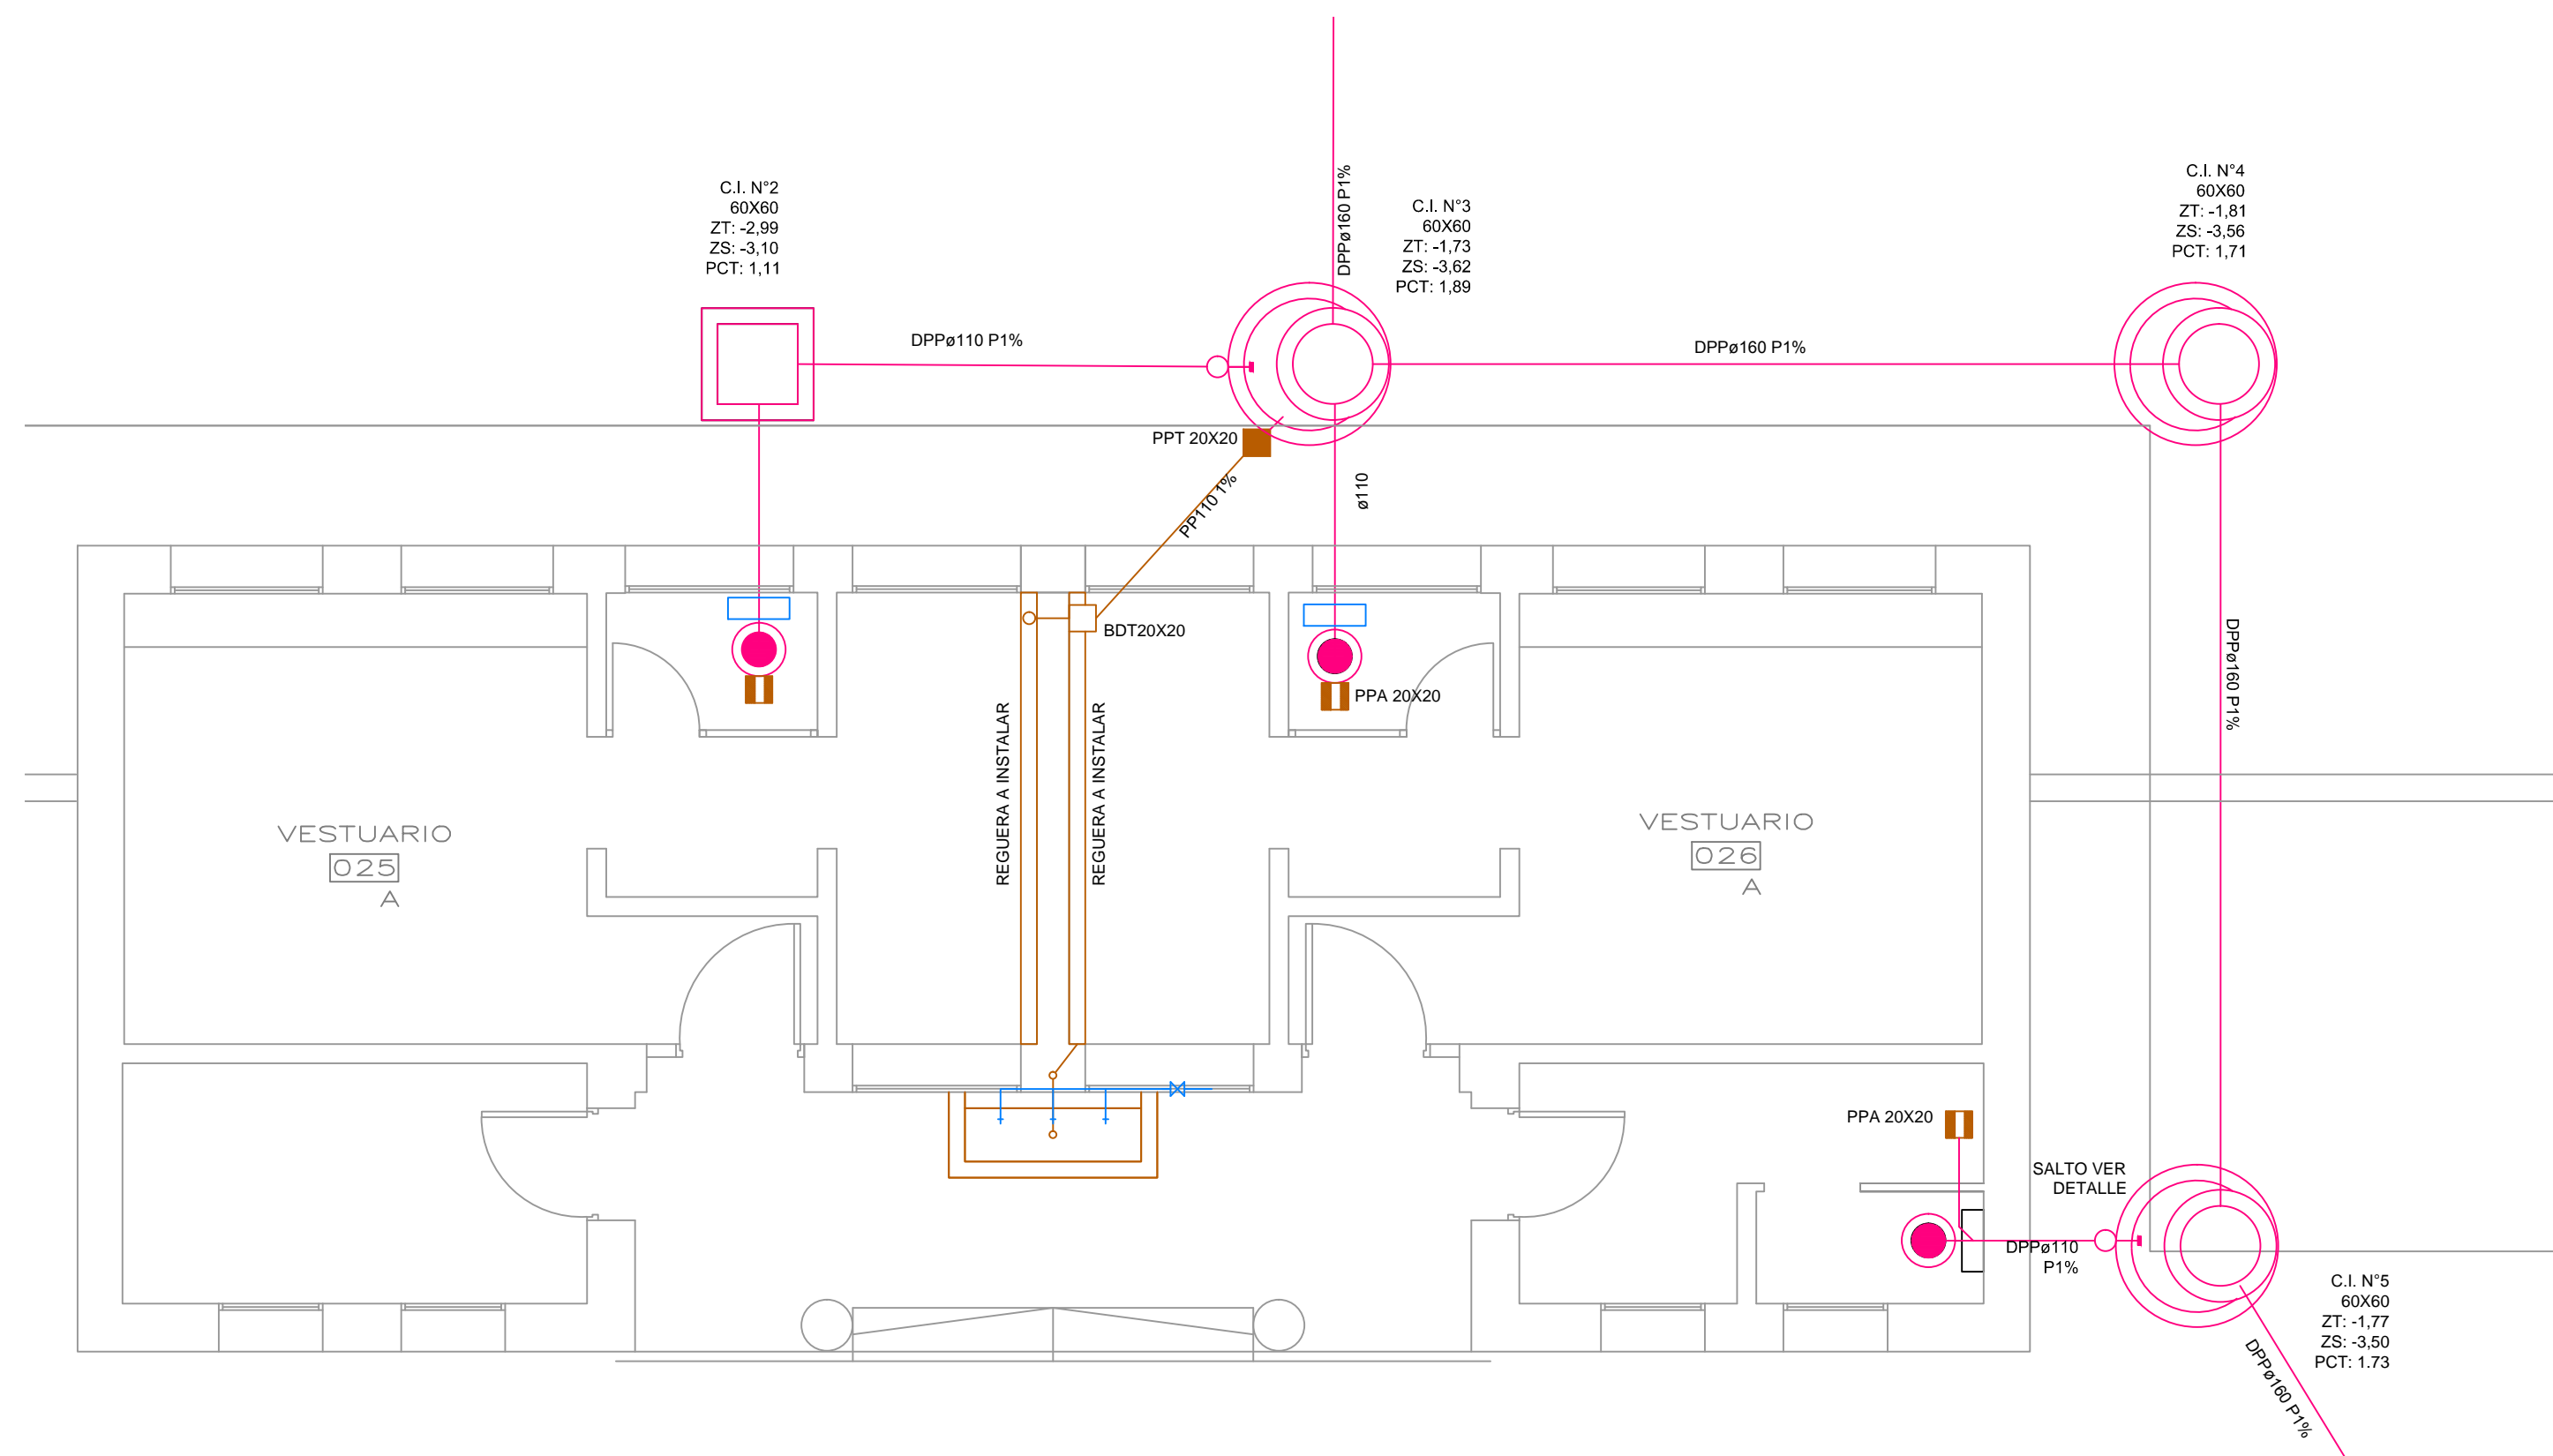 C.I. N°2
60X60
ZT: -2,99
ZS: -3,10
PCT: 1,11
DPPø160 P1%
C.I. N°3
60X60
ZT: -1,73
ZS: -3,62
PCT: 1,89
C.I. N°4
60X60
ZT: -1,81
ZS: -3,56
PCT: 1,71
DPPø110 P1%
DPPø160 P1%
PPT 20X20
PP110 1%
ø110
BDT20X20
PPA 20X20
DPPø160 P1%
REGUERA A INSTALAR
REGUERA A INSTALAR
VESTUARIO
025
A
VESTUARIO
026
A
PPA 20X20
SALTO VER
DETALLE
DPPø110
P1%
C.I. N°5
60X60
ZT: -1,77
ZS: -3,50
PCT: 1.73
DPPø160 P1%